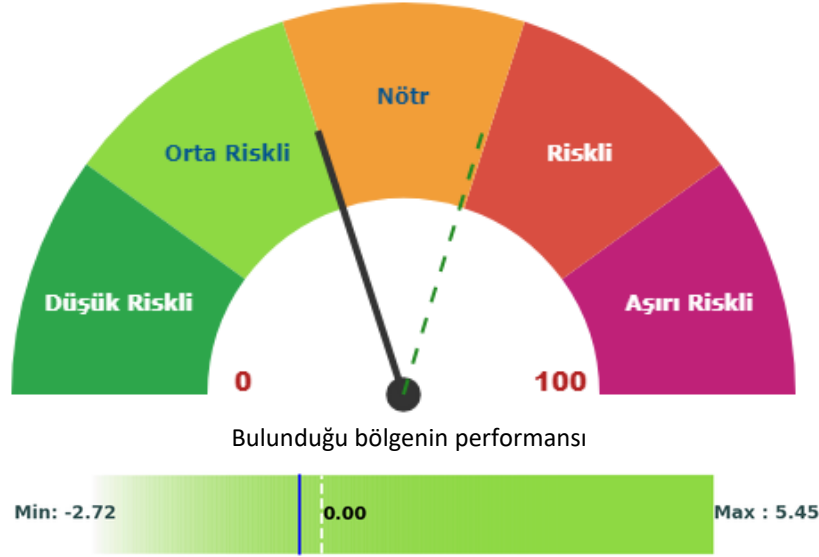 Nötr
Orta Riskli
Riskli
Düşük Riskli
Aşırı Riskli
0
100
Bulunduğu bölgenin performansı
Min: -2.72
0.00
Max : 5.45